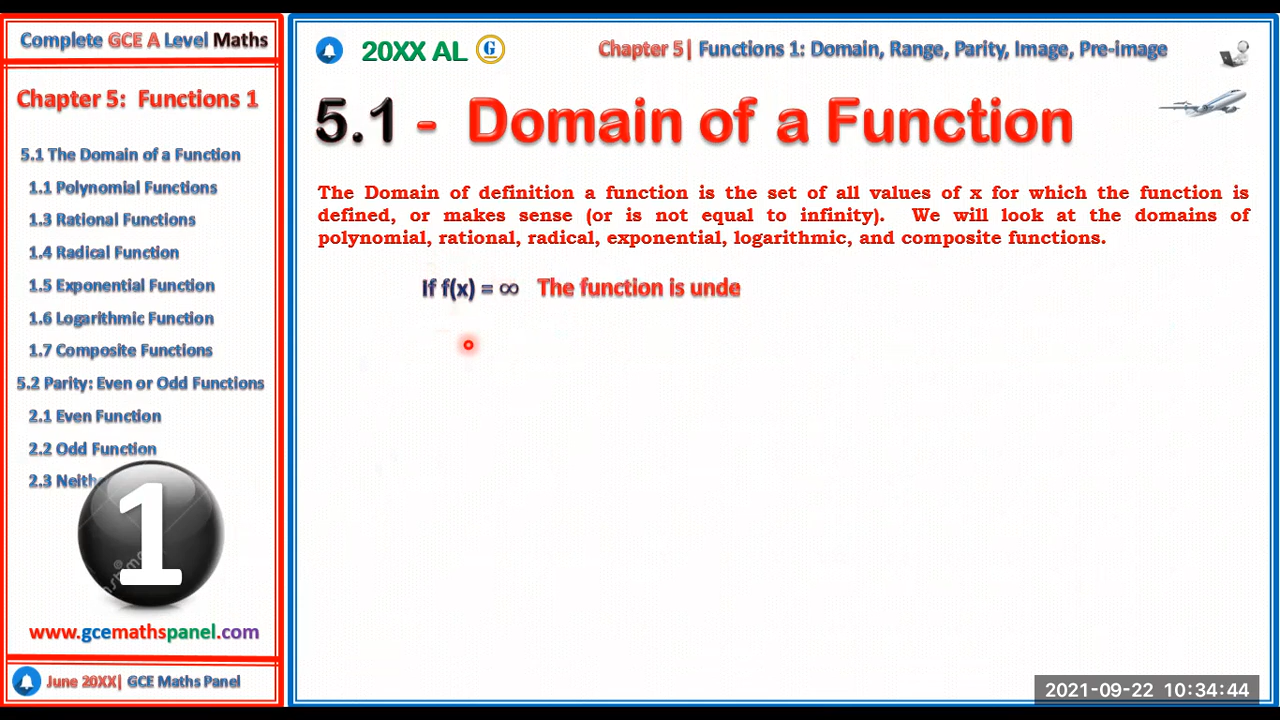 Complete GCE A Level Maths
Chapter 5: Functions 1
5.1 The Domain of a Function
1.1 Polynomial Functions
1.3 Rational Functions
1.4 Radical Function
1.5 Exponential Function
1.6 Logarithmic Function
1.7 Composite Functions
5.2 Parity: Even or Odd Functions
2.1 Even Function
2.2 Odd Function
2.3
1
www.gcemathspanel.com
June 20XX| GCE Maths Panel
20XX AL G
Chapter 5| Functions 1: Domain, Range, Parity, Image, Pre-image
5.1 - Domain of a Function
The Domain of definition a function is the set of all values of x for which the function is
defined, or makes sense (or is not equal to infinity). We will look at the domains of
polynomial, rational, radical, exponential, logarithmic, and composite functions.
If f(x) = ∞ The function is unde
2021-09-22 10:34:44